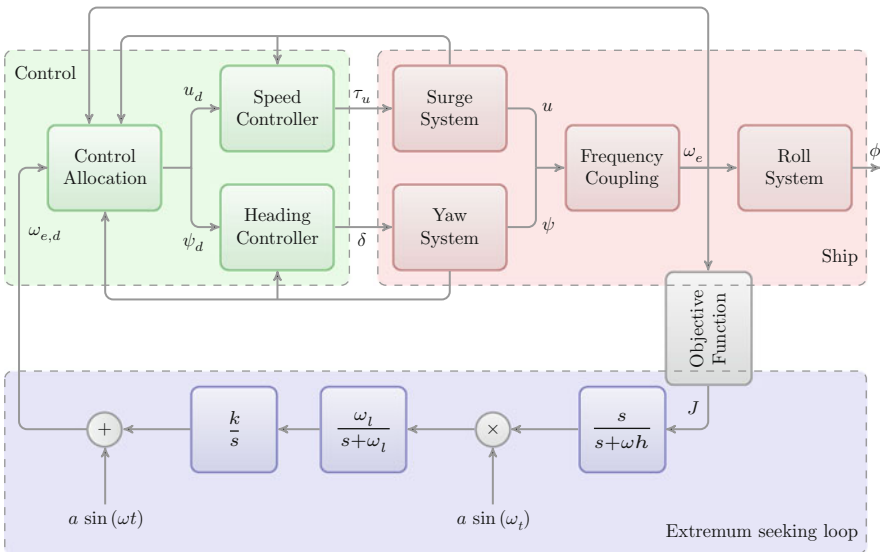 Control
Control
Allocation
u_d
Speed
Controller
τ_u
Surge
System
u
Frequency
Coupling
ω_e
Roll
System
ϕ
ψ_d
Heading
Controller
δ
Yaw
System
ψ
ω_{e,d}
Ship
Objective
Function
J
s
s+ωh
×
ω_l
s+ω_l
k
s
+
a sin (ωt)
a sin (ω_t)
Extremum seeking loop